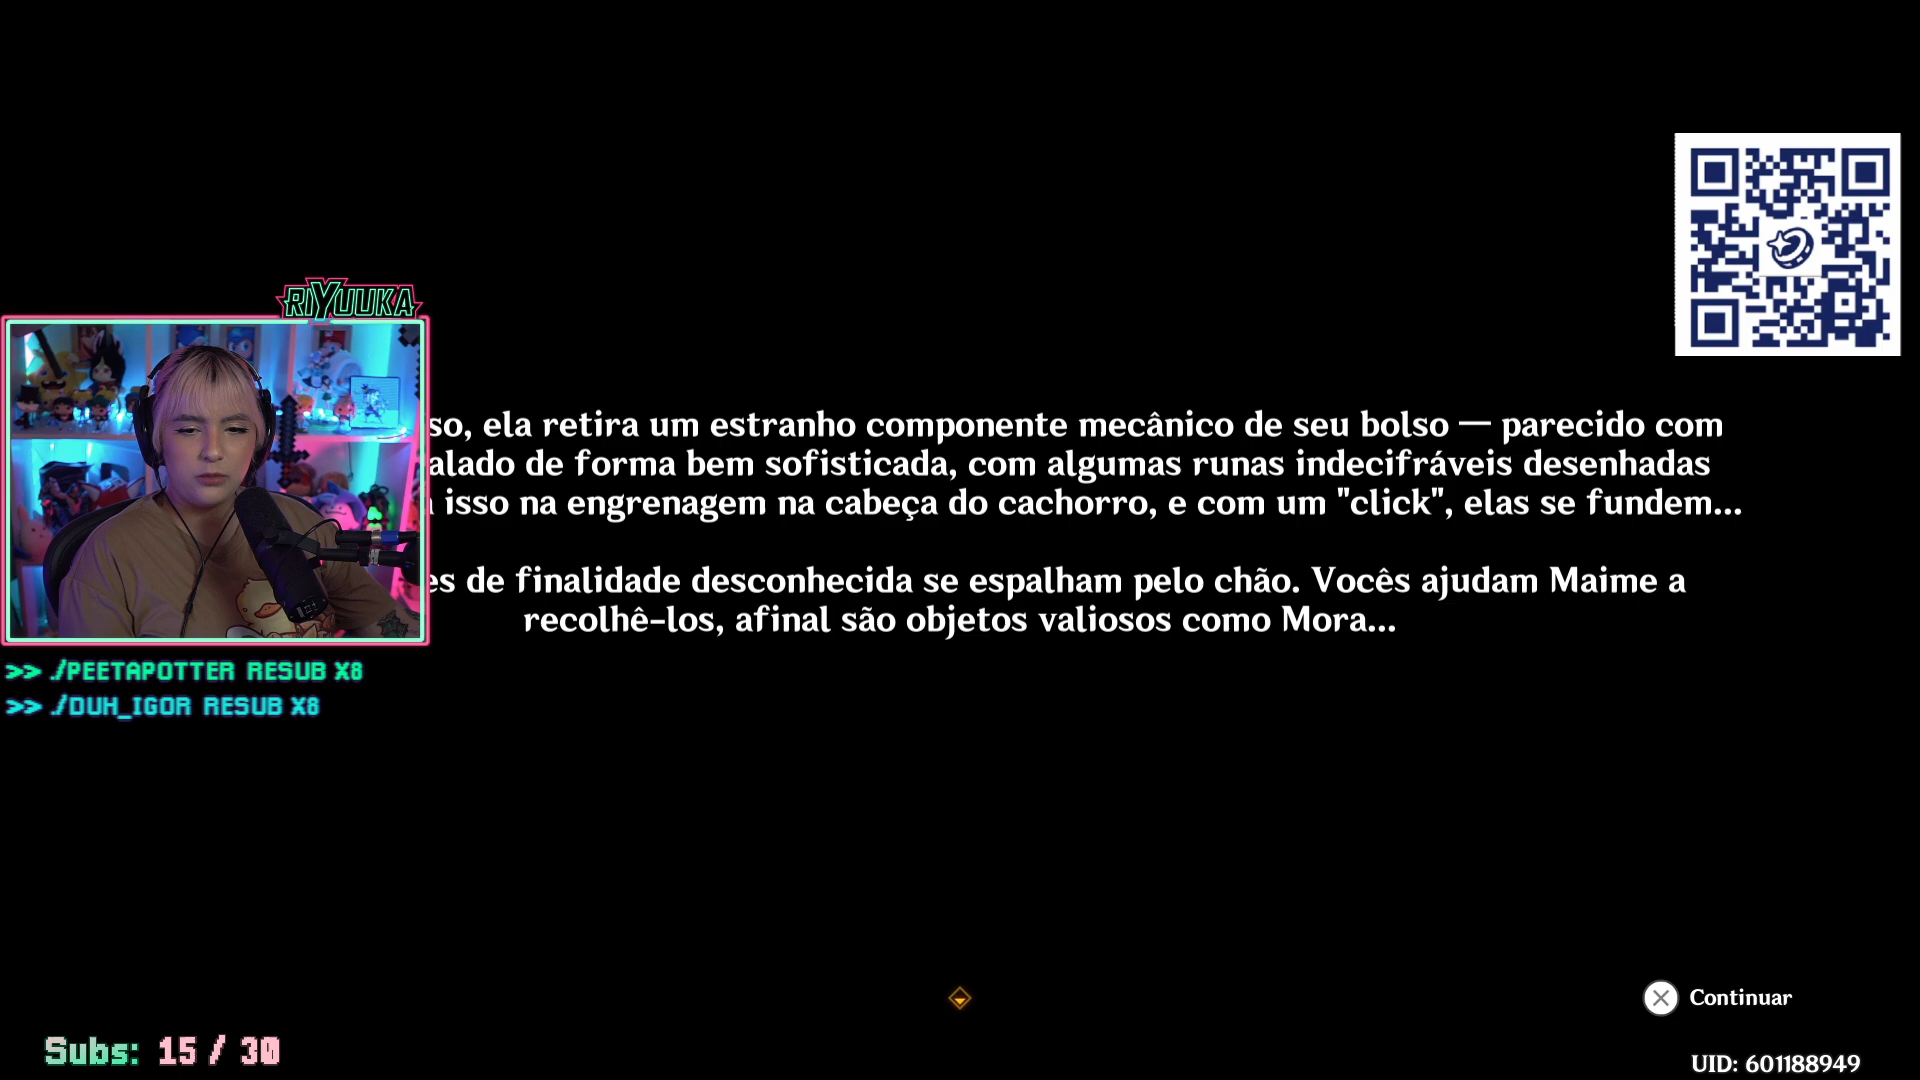 RIYUUKA
so, ela retira um estranho componente mecânico de seu bolso — parecido com
alado de forma bem sofisticada, com algumas runas indecifráveis desenhadas
isso na engrenagem na cabeça do cachorro, e com um "click", elas se fundem...
es de finalidade desconhecida se espalham pelo chão. Vocês ajudam Maime a
recolhê-los, afinal são objetos valiosos como Mora...
>> ./PEETAPOTTER RESUB X8
>> ./DUH_IGOR RESUB X8
Continuar
Subs: 15 / 30
UID: 601188949